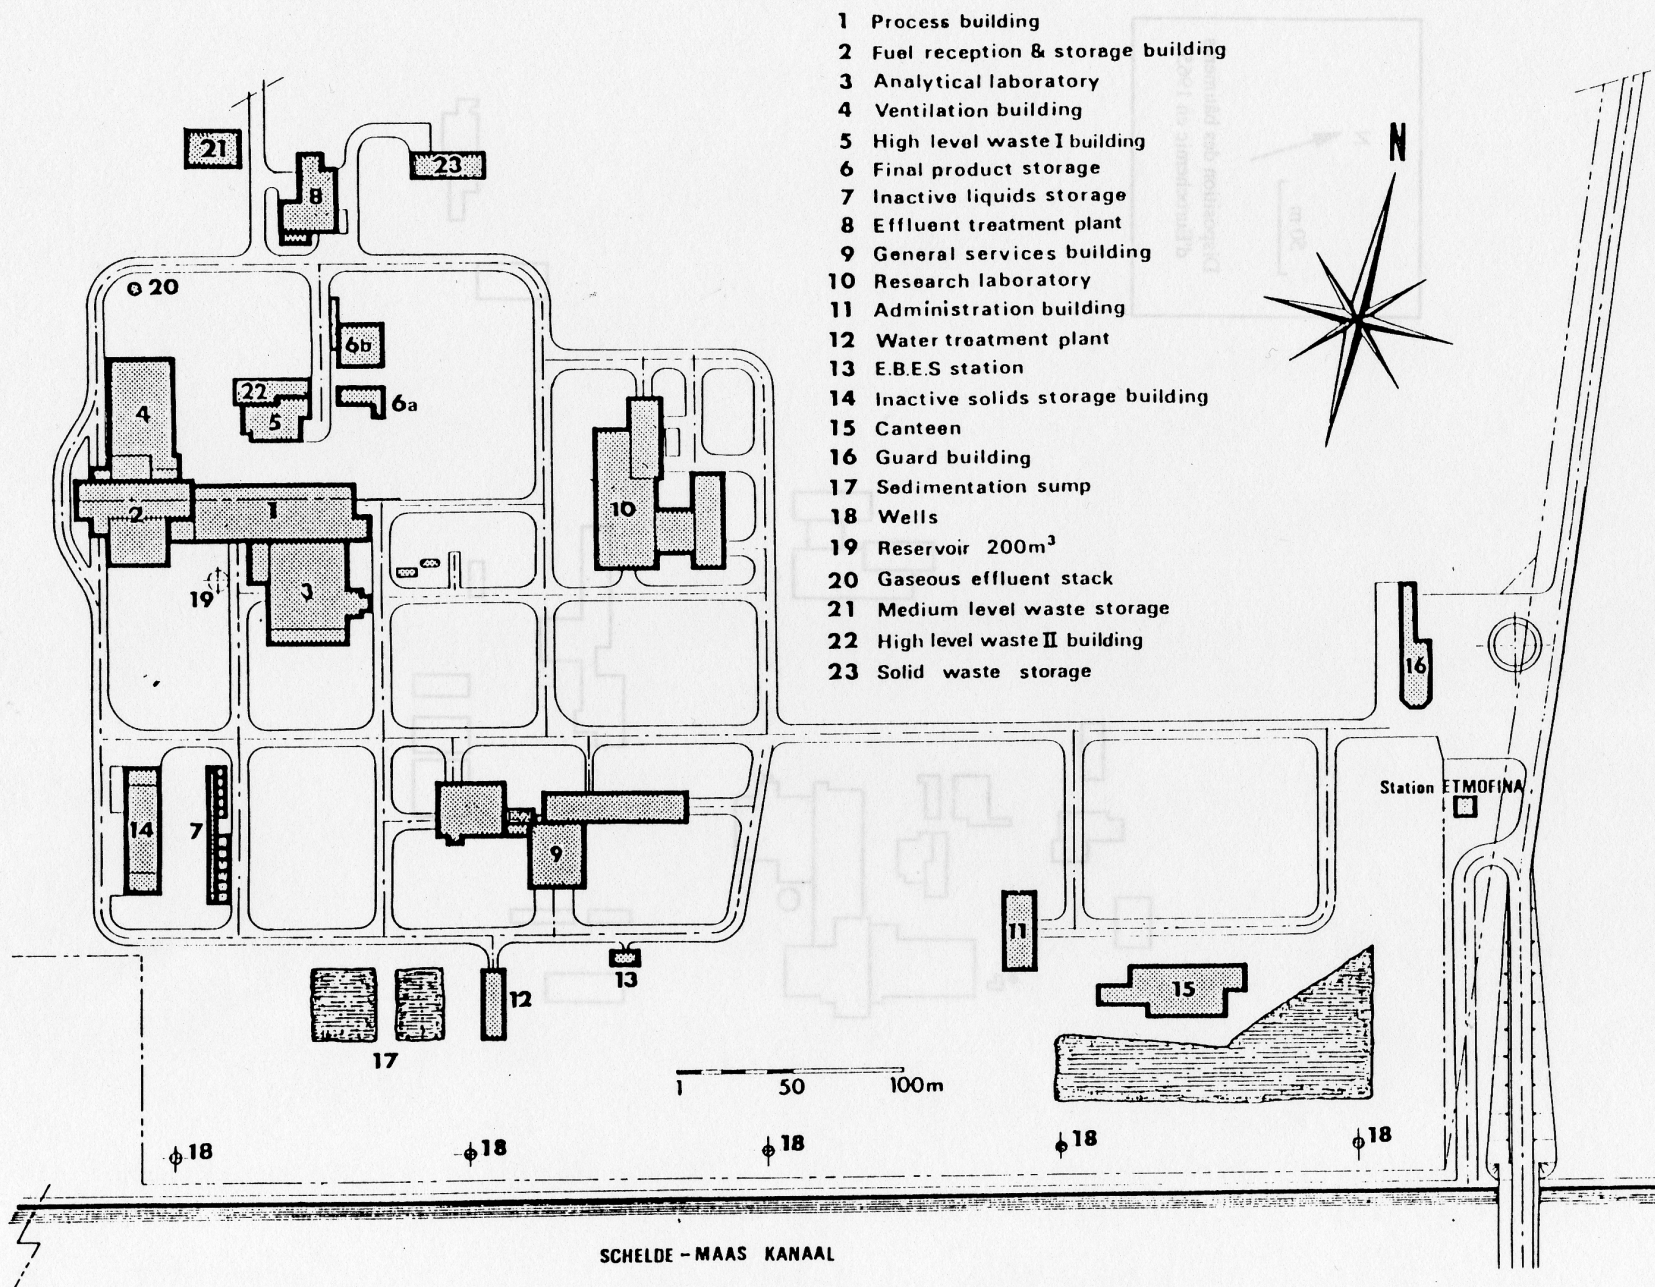 1 Process building
2 Fuel reception & storage building
3 Analytical laboratory
4 Ventilation building
5 High level waste I building
6 Final product storage
7 Inactive liquids storage
8 Effluent treatment plant
9 General services building
10 Research laboratory
11 Administration building
12 Water treatment plant
13 E.B.E.S station
14 Inactive solids storage building
15 Canteen
16 Guard building
17 Sedimentation sump
18 Wells
19 Reservoir 200m³
20 Gaseous effluent stack
21 Medium level waste storage
22 High level waste II building
23 Solid waste storage
N
21
23
8
20
6b
22
6a
4
5
2
1
10
19
3
16
Station ETMOFINA
14
7
9
11
13
12
15
17
1 50 100m
18
18
18
18
18
SCHELDE – MAAS KANAAL